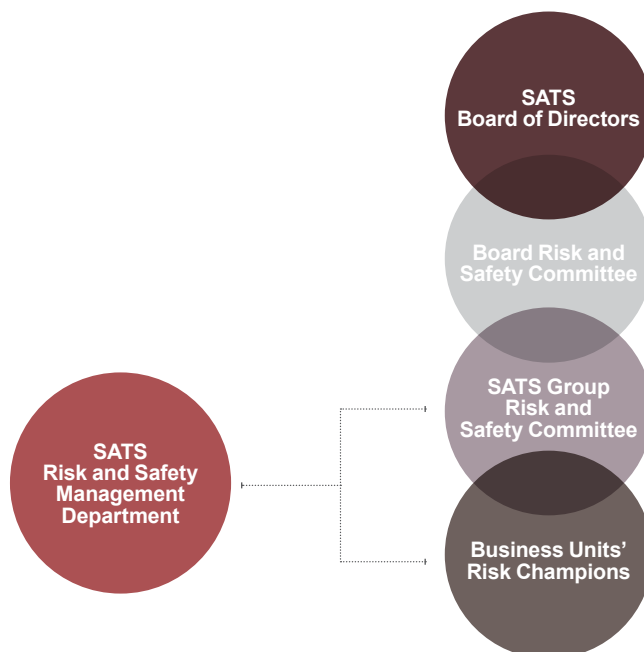 SATS
Board of Directors
Board Risk and
Safety Committee
SATS Group
Risk and
Safety Committee
SATS
Risk and Safety
Management
Department
Business Units’
Risk Champions